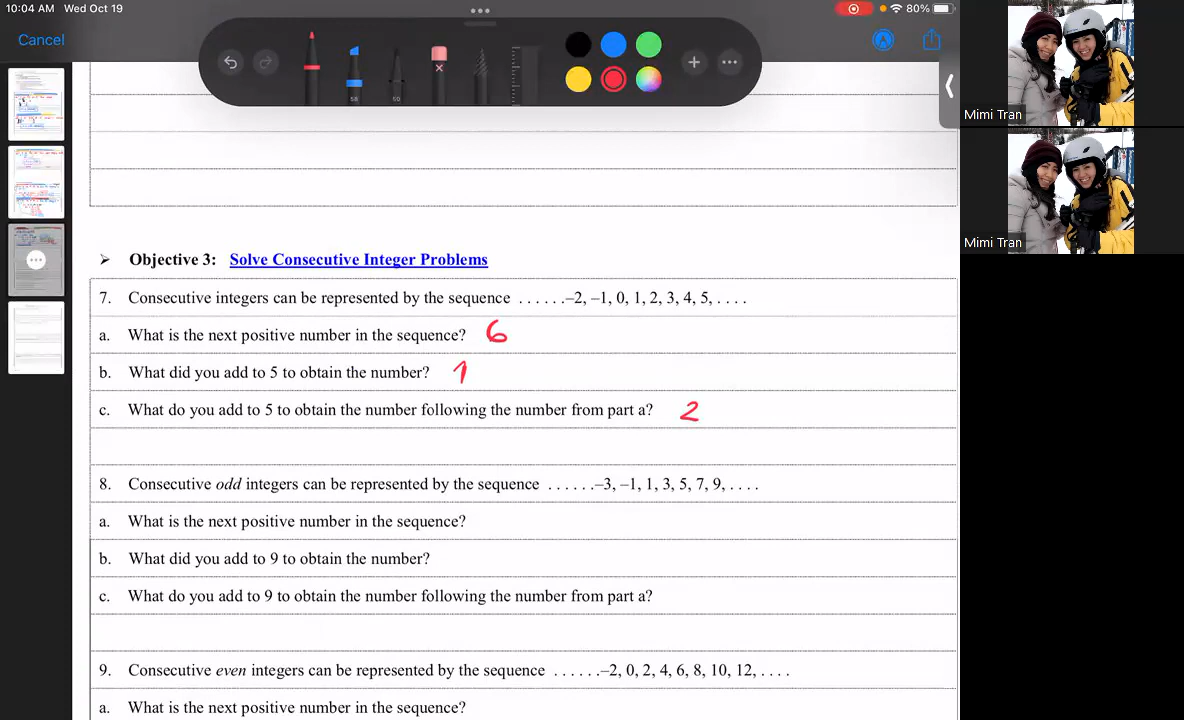 10:04 AM Wed Oct 19
80%
Cancel
58
50
Mimi Tran
Mimi Tran
➤ Objective 3: Solve Consecutive Integer Problems
7. Consecutive integers can be represented by the sequence . . . . . .–2, –1, 0, 1, 2, 3, 4, 5, . . . .
a. What is the next positive number in the sequence? 6
b. What did you add to 5 to obtain the number? 1
c. What do you add to 5 to obtain the number following the number from part a? 2
8. Consecutive odd integers can be represented by the sequence . . . . . .–3, –1, 1, 3, 5, 7, 9, . . . .
a. What is the next positive number in the sequence?
b. What did you add to 9 to obtain the number?
c. What do you add to 9 to obtain the number following the number from part a?
9. Consecutive even integers can be represented by the sequence . . . . . .–2, 0, 2, 4, 6, 8, 10, 12, . . . .
a. What is the next positive number in the sequence?